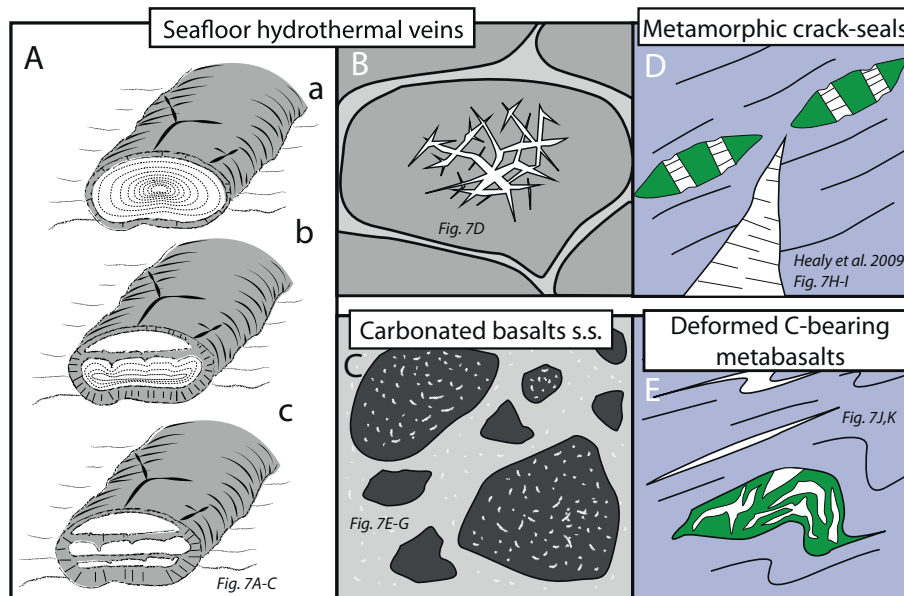 Seafloor hydrothermal veins
Metamorphic crack-seals
A
a
b
c
Fig. 7A-C
B
Fig. 7D
D
Healy et al. 2009
Fig. 7H-I
Carbonated basalts s.s.
C
Fig. 7E-G
Deformed C-bearing
metabasalts
E
Fig. 7J,K